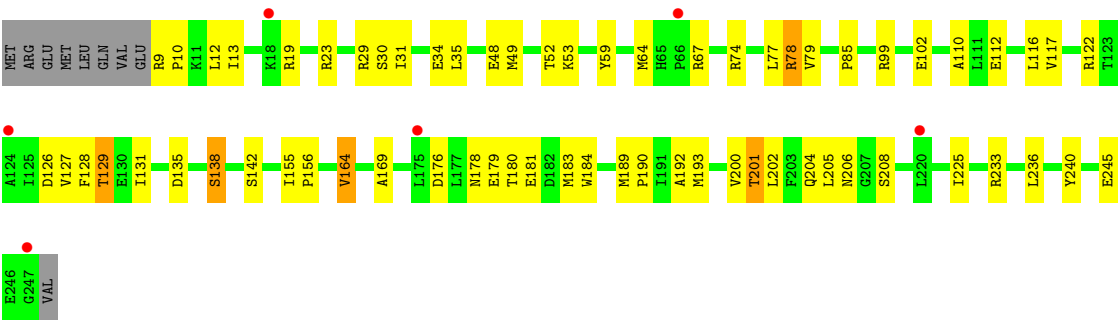 MET ARG GLU MET LEU GLN VAL GLU R9 P10 K11 L12 I13 K18 R19 R23 R29 S30 I31 E34 L35 E48 M49 T52 K53 Y59 M64 H65 P66 R67 R74 L77 R78 V79 P85 R99 E102 A110 L111 E112 L116 V117 R122 T123
A124 I125 D126 V127 F128 T129 E130 I131 D135 S138 S142 I155 P156 V164 A169 L175 D176 L177 N178 E179 T180 E181 D182 M183 W184 M189 P190 I191 A192 M193 V200 T201 L202 F203 Q204 L205 N206 G207 S208 L220 I225 R233 L236 Y240 E245
E246 G247 VAL